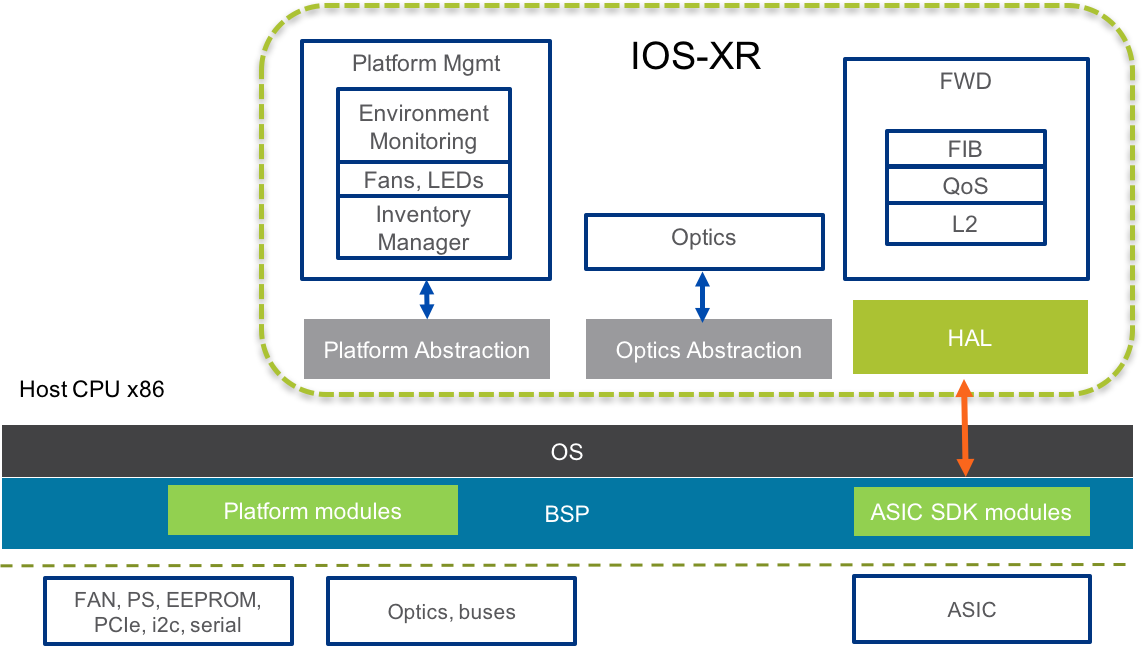 IOS-XR
Platform Mgmt
Environment
Monitoring
Fans, LEDs
Inventory
Manager
Optics
FWD
FIB
QoS
L2
Platform Abstraction
Optics Abstraction
HAL
Host CPU x86
OS
Platform modules
BSP
ASIC SDK modules
FAN, PS, EEPROM,
PCIe, i2c, serial
Optics, buses
ASIC